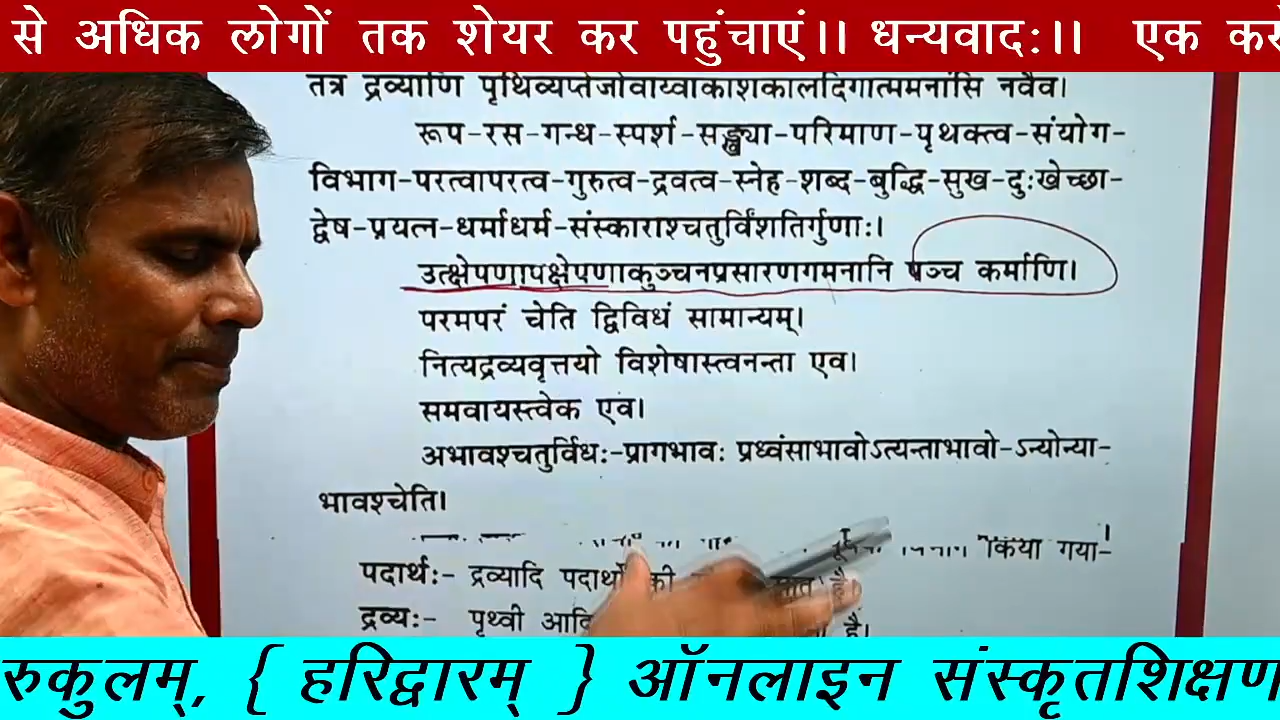 से अधिक लोगों तक शेयर कर पहुंचाएं।। धन्यवादः।। एक
तत्र द्रव्याणि पृथिव्यप्तेजोवाय्वाकाशकालदिगात्ममनांसि नवैव।
रूप-रस-गन्ध-स्पर्श-सङ्ख्या-परिमाण-पृथक्त्व-संयोग-
विभाग-परत्वापरत्व-गुरुत्व-द्रवत्व-स्नेह-शब्द-बुद्धि-सुख-दुःखेच्छा-
द्वेष-प्रयत्न-धर्माधर्म-संस्काराश्चतुर्विंशतिर्गुणाः।
उत्क्षेपणापक्षेपणाकुञ्चनप्रसारणगमनानि पञ्च कर्माणि।
परमपरं चेति द्विविधं सामान्यम्।
नित्यद्रव्यवृत्तयो विशेषास्त्वनन्ता एव।
समवायस्त्वेक एव।
अभावश्चतुर्विधः-प्रागभावः प्रध्वंसाभावोऽत्यन्ताभावो-ऽन्योन्या-
भावश्चेति।
किया गया-
पदार्थः- द्रव्यादि पदार्थों की
द्रव्यः- पृथ्वी आदि है।
रुकुलम्, { हरिद्वारम् } ऑनलाइन संस्कृतशिक्षण